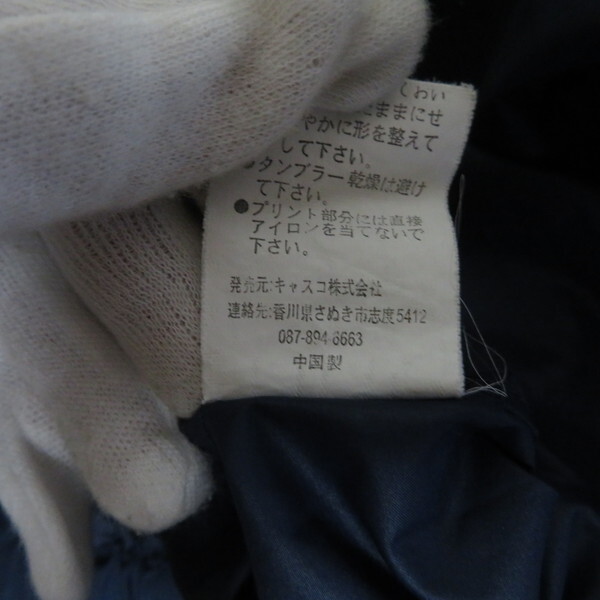 くわい
ままにせ
やかに形を整えて
して下さい。
タンブラー乾燥は避け
て下さい。
●プリント部分には直接
アイロンを当てないで
下さい。
発売元:キャスコ株式会社
連絡先:香川県さぬき市志度5412
087-894-6663
中国製